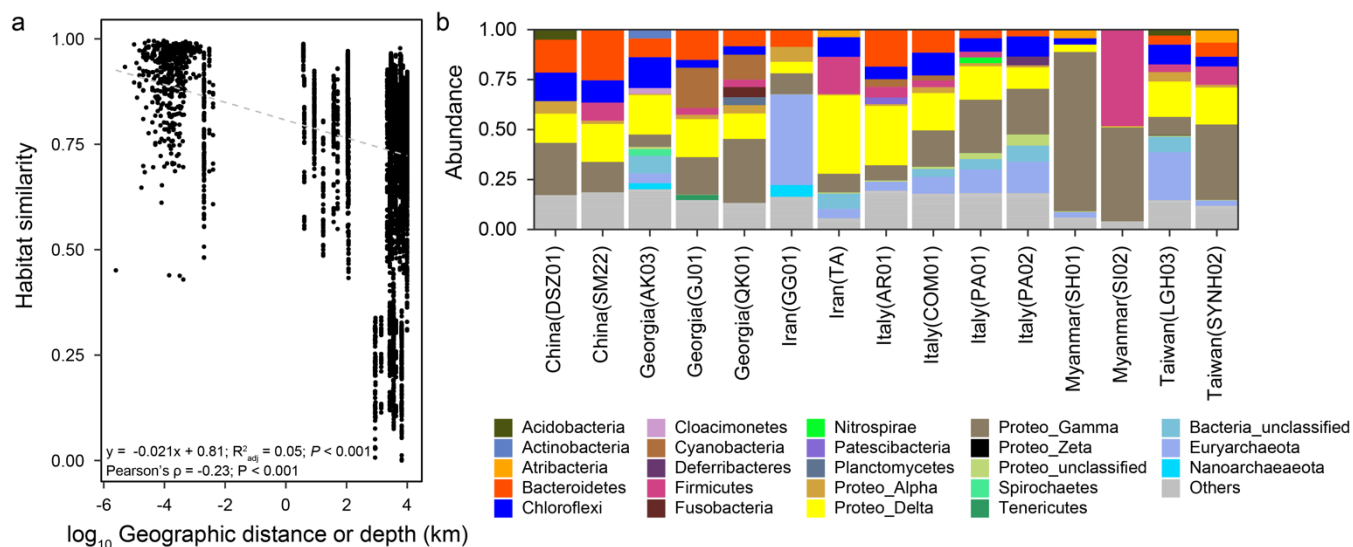 a
b
Habitat similarity
1.00
0.75
0.50
0.25
0.00
y = -0.021x + 0.81; R²adj = 0.05; P < 0.001
Pearson's ρ = -0.23; P < 0.001
-6
-4
-2
0
2
4
log₁₀ Geographic distance or depth (km)
Abundance
1.00
0.75
0.50
0.25
0.00
China(DSZ01)
China(SM22)
Georgia(AK03)
Georgia(GJ01)
Georgia(QK01)
Iran(GG01)
Iran(TA)
Italy(AR01)
Italy(COM01)
Italy(PA01)
Italy(PA02)
Myanmar(SH01)
Myanmar(SI02)
Taiwan(LGH03)
Taiwan(SYNH02)
Acidobacteria
Actinobacteria
Atribacteria
Bacteroidetes
Chloroflexi
Cloacimonetes
Cyanobacteria
Deferribacteres
Firmicutes
Fusobacteria
Nitrospirae
Patescibacteria
Planctomycetes
Proteo_Alpha
Proteo_Delta
Proteo_Gamma
Proteo_Zeta
Proteo_unclassified
Spirochaetes
Tenericutes
Bacteria_unclassified
Euryarchaeota
Nanoarchaeaeota
Others